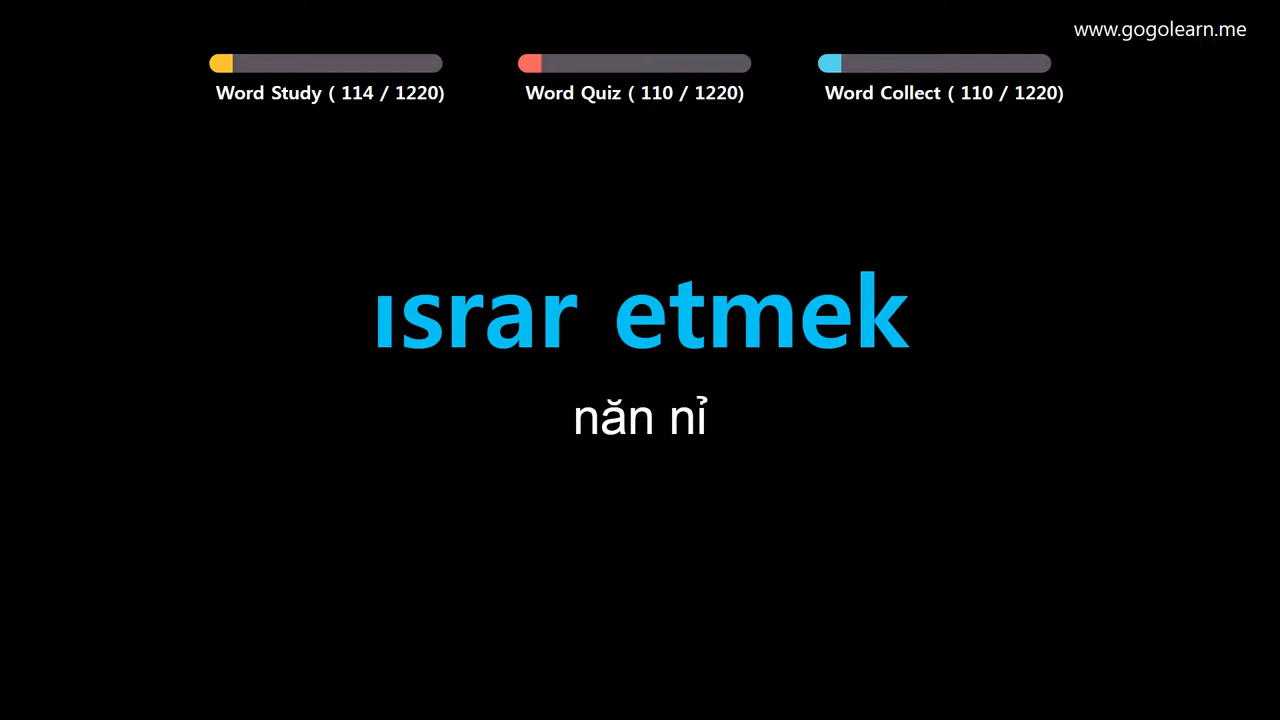 www.gogolearn.me
Word Study ( 114 / 1220)
Word Quiz ( 110 / 1220)
Word Collect ( 110 / 1220)
ısrar etmek
năn nỉ